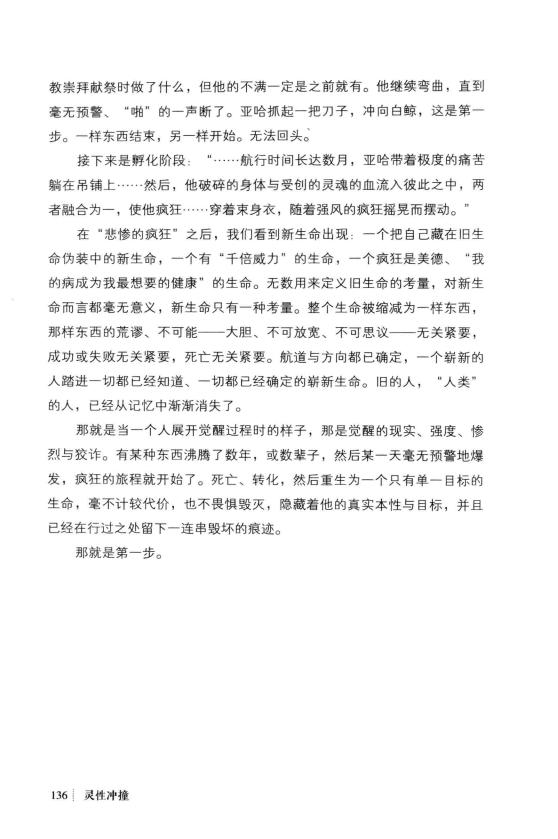 教崇拜献祭时做了什么，但他的不满一定是之前就有。他继续弯曲，直到
毫无预警、“啪”的一声断了。亚哈抓起一把刀子，冲向白鲸，这是第一
步。一样东西结束，另一样开始。无法回头。
接下来是孵化阶段：“……航行时间长达数月，亚哈带着极度的痛苦
躺在吊铺上……然后，他破碎的身体与受创的灵魂的血流入彼此之中，两
者融合为一，使他疯狂……穿着束身衣，随着强风的疯狂摇晃而摆动。”
在“悲惨的疯狂”之后，我们看到新生命出现：一个把自己藏在旧生
命伪装中的新生命，一个有“千倍威力”的生命，一个疯狂是美德、“我
的病成为我最想要的健康”的生命。无数用来定义旧生命的考量，对新生
命而言都毫无意义，新生命只有一种考量。整个生命被缩减为一样东西，
那样东西的荒谬、不可能——大胆、不可放宽、不可思议——无关紧要，
成功或失败无关紧要，死亡无关紧要。航道与方向都已确定，一个崭新的
人踏进一切都已经知道、一切都已经确定的崭新生命。旧的人，“人类”
的人，已经从记忆中渐渐消失了。
那就是当一个人展开觉醒过程时的样子，那是觉醒的现实、强度、惨
烈与狡诈。有某种东西沸腾了数年，或数辈子，然后某一天毫无预警地爆
发，疯狂的旅程就开始了。死亡、转化，然后重生为一个只有单一目标的
生命，毫不计较代价，也不畏惧毁灭，隐藏着他的真实本性与目标，并且
已经在行过之处留下一连串毁坏的痕迹。
那就是第一步。
136 灵性冲撞